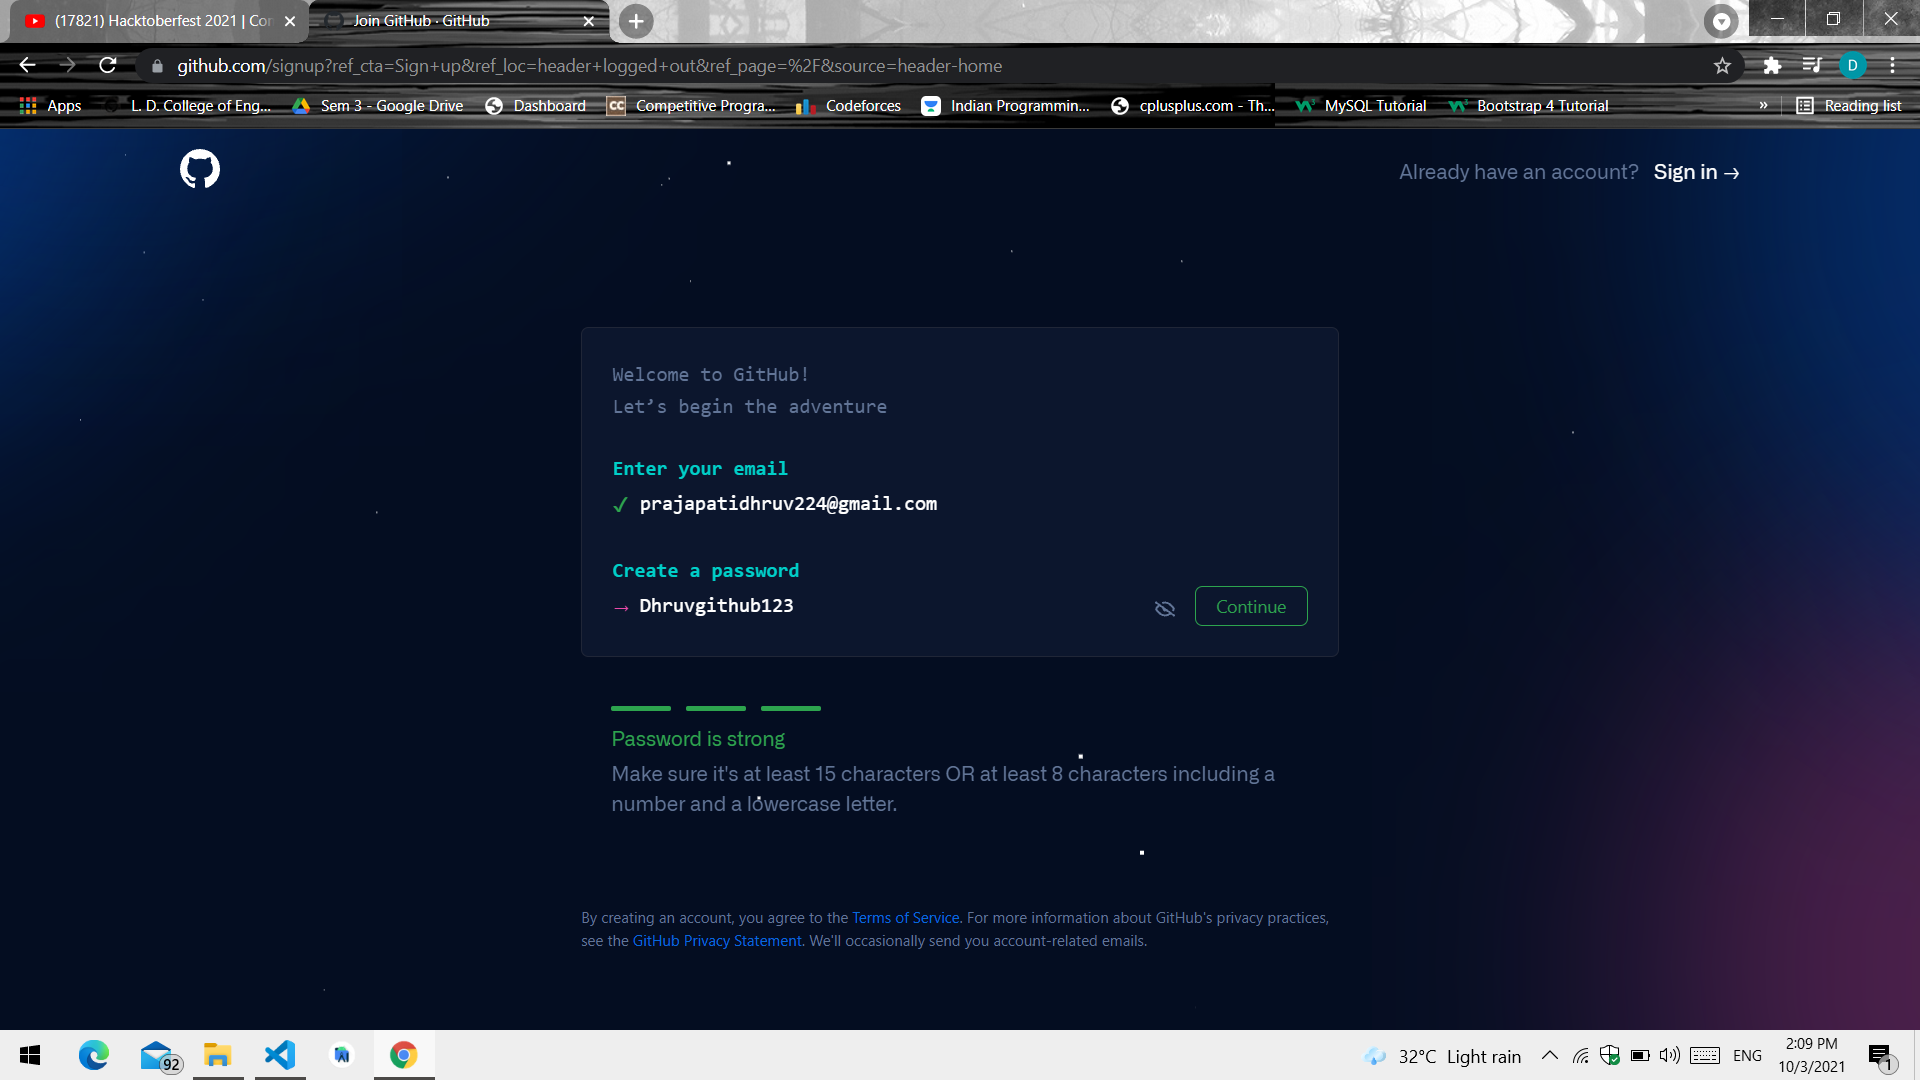 (17821) Hacktoberfest 2021 | Cor
Join GitHub · GitHub
github.com/signup?ref_cta=Sign+up&ref_loc=header+logged+out&ref_page=%2F&source=header-home
D
Apps
L. D. College of Eng...
Sem 3 - Google Drive
Dashboard
CC
Competitive Progra...
Codeforces
Indian Programmin...
cplusplus.com - Th...
MySQL Tutorial
Bootstrap 4 Tutorial
»
Reading list
Already have an account? Sign in →
Welcome to GitHub!
Let's begin the adventure
Enter your email
✓ prajapatidhruv224@gmail.com
Create a password
→ Dhruvgithub123
Continue
Password is strong
Make sure it's at least 15 characters OR at least 8 characters including a
number and a lowercase letter.
By creating an account, you agree to the Terms of Service. For more information about GitHub's privacy practices,
see the GitHub Privacy Statement. We'll occasionally send you account-related emails.
92
32°C Light rain
ENG
2:09 PM
10/3/2021
1